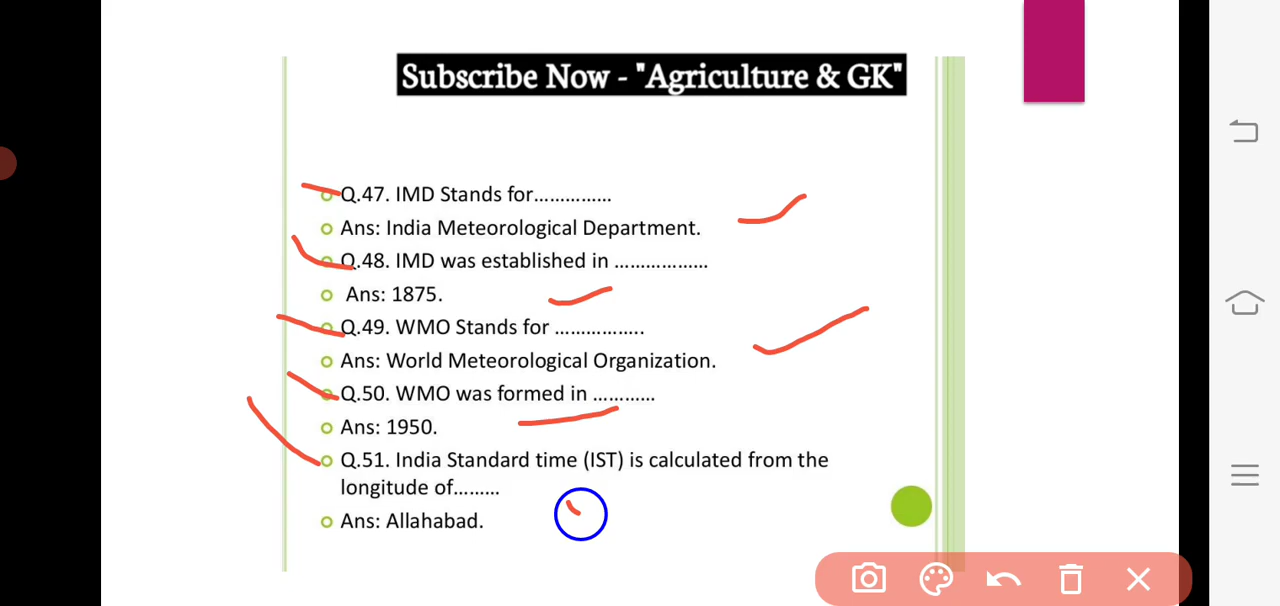 Subscribe Now - "Agriculture & GK"
Q.47. IMD Stands for...............
Ans: India Meteorological Department.
Q.48. IMD was established in ..................
Ans: 1875.
Q.49. WMO Stands for .................
Ans: World Meteorological Organization.
Q.50. WMO was formed in ............
Ans: 1950.
Q.51. India Standard time (IST) is calculated from the
longitude of.........
Ans: Allahabad.